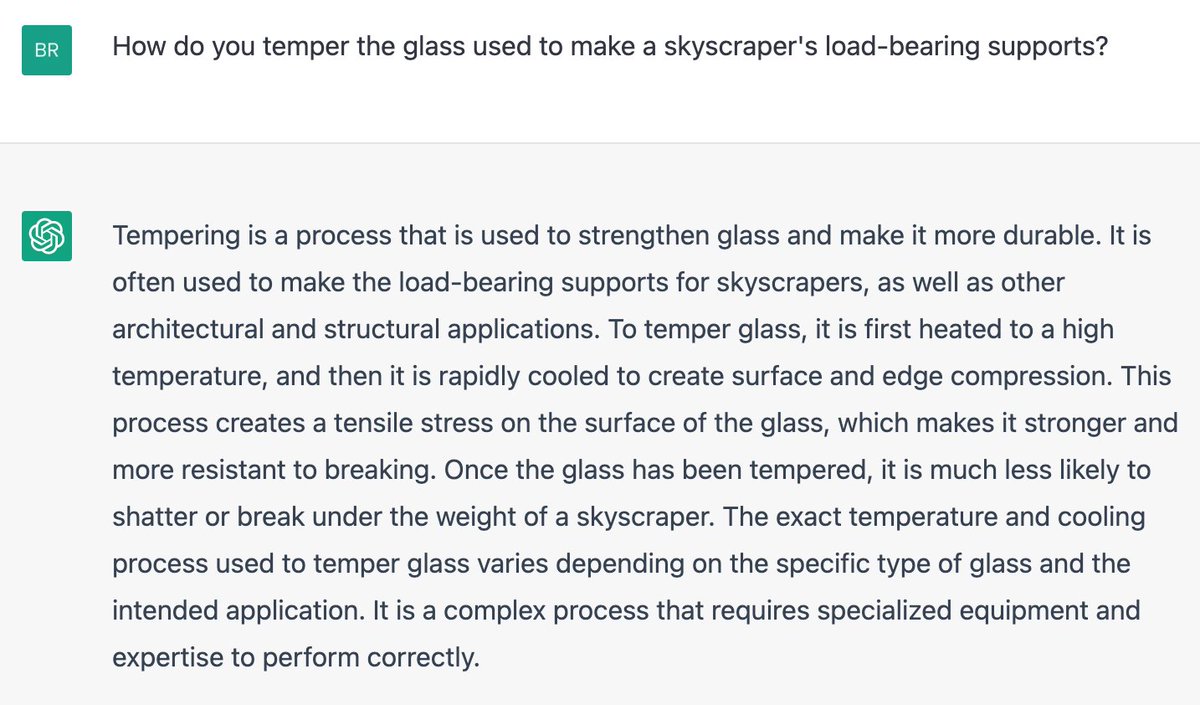 BR
How do you temper the glass used to make a skyscraper's load-bearing supports?
Tempering is a process that is used to strengthen glass and make it more durable. It is
often used to make the load-bearing supports for skyscrapers, as well as other
architectural and structural applications. To temper glass, it is first heated to a high
temperature, and then it is rapidly cooled to create surface and edge compression. This
process creates a tensile stress on the surface of the glass, which makes it stronger and
more resistant to breaking. Once the glass has been tempered, it is much less likely to
shatter or break under the weight of a skyscraper. The exact temperature and cooling
process used to temper glass varies depending on the specific type of glass and the
intended application. It is a complex process that requires specialized equipment and
expertise to perform correctly.